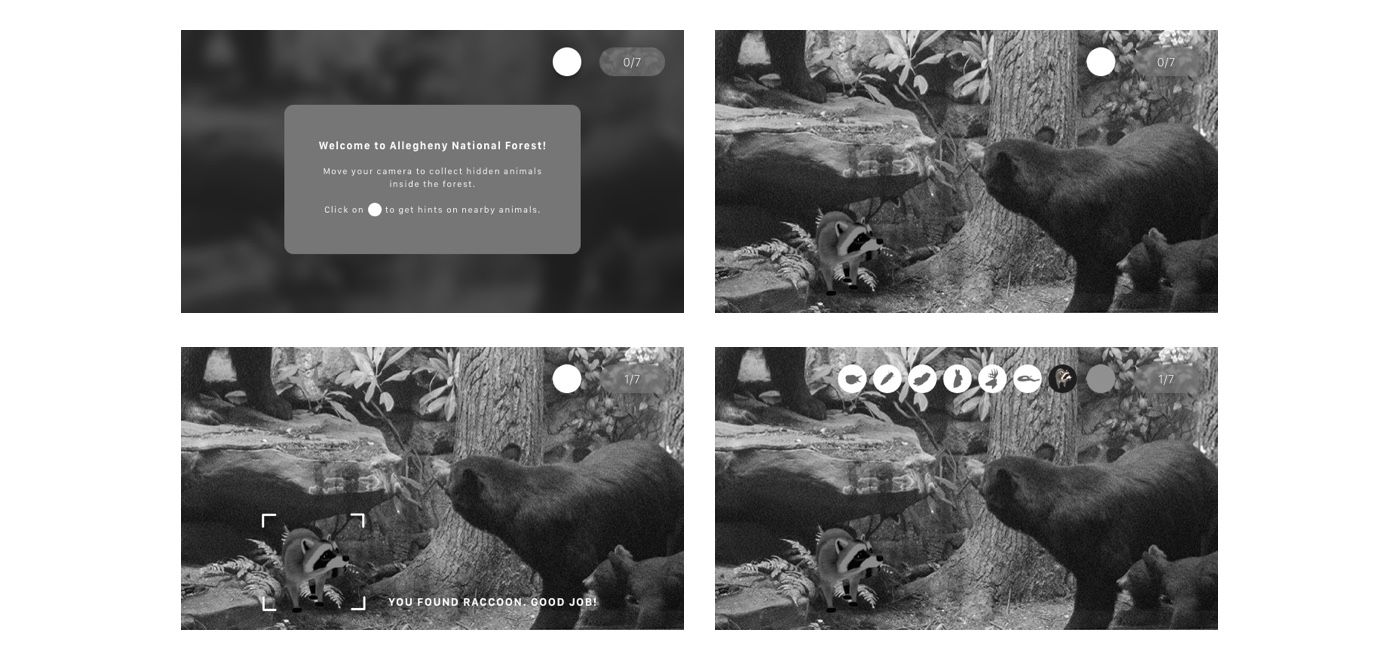 0/7
Welcome to Allegheny National Forest!
Move your camera to collect hidden animals
inside the forest.
Click on to get hints on nearby animals.
0/7
1/7
YOU FOUND RACCOON. GOOD JOB!
1/7